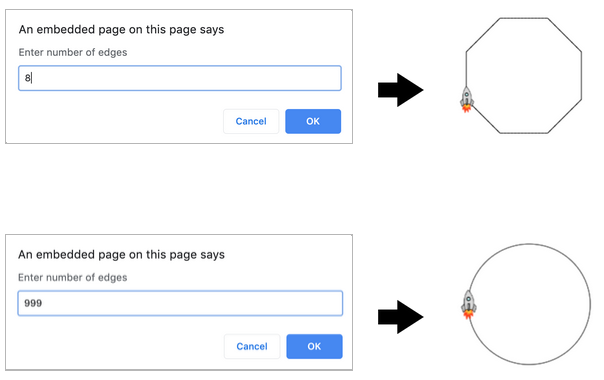 An embedded page on this page says
Enter number of edges
8
Cancel OK
An embedded page on this page says
Enter number of edges
999
Cancel OK